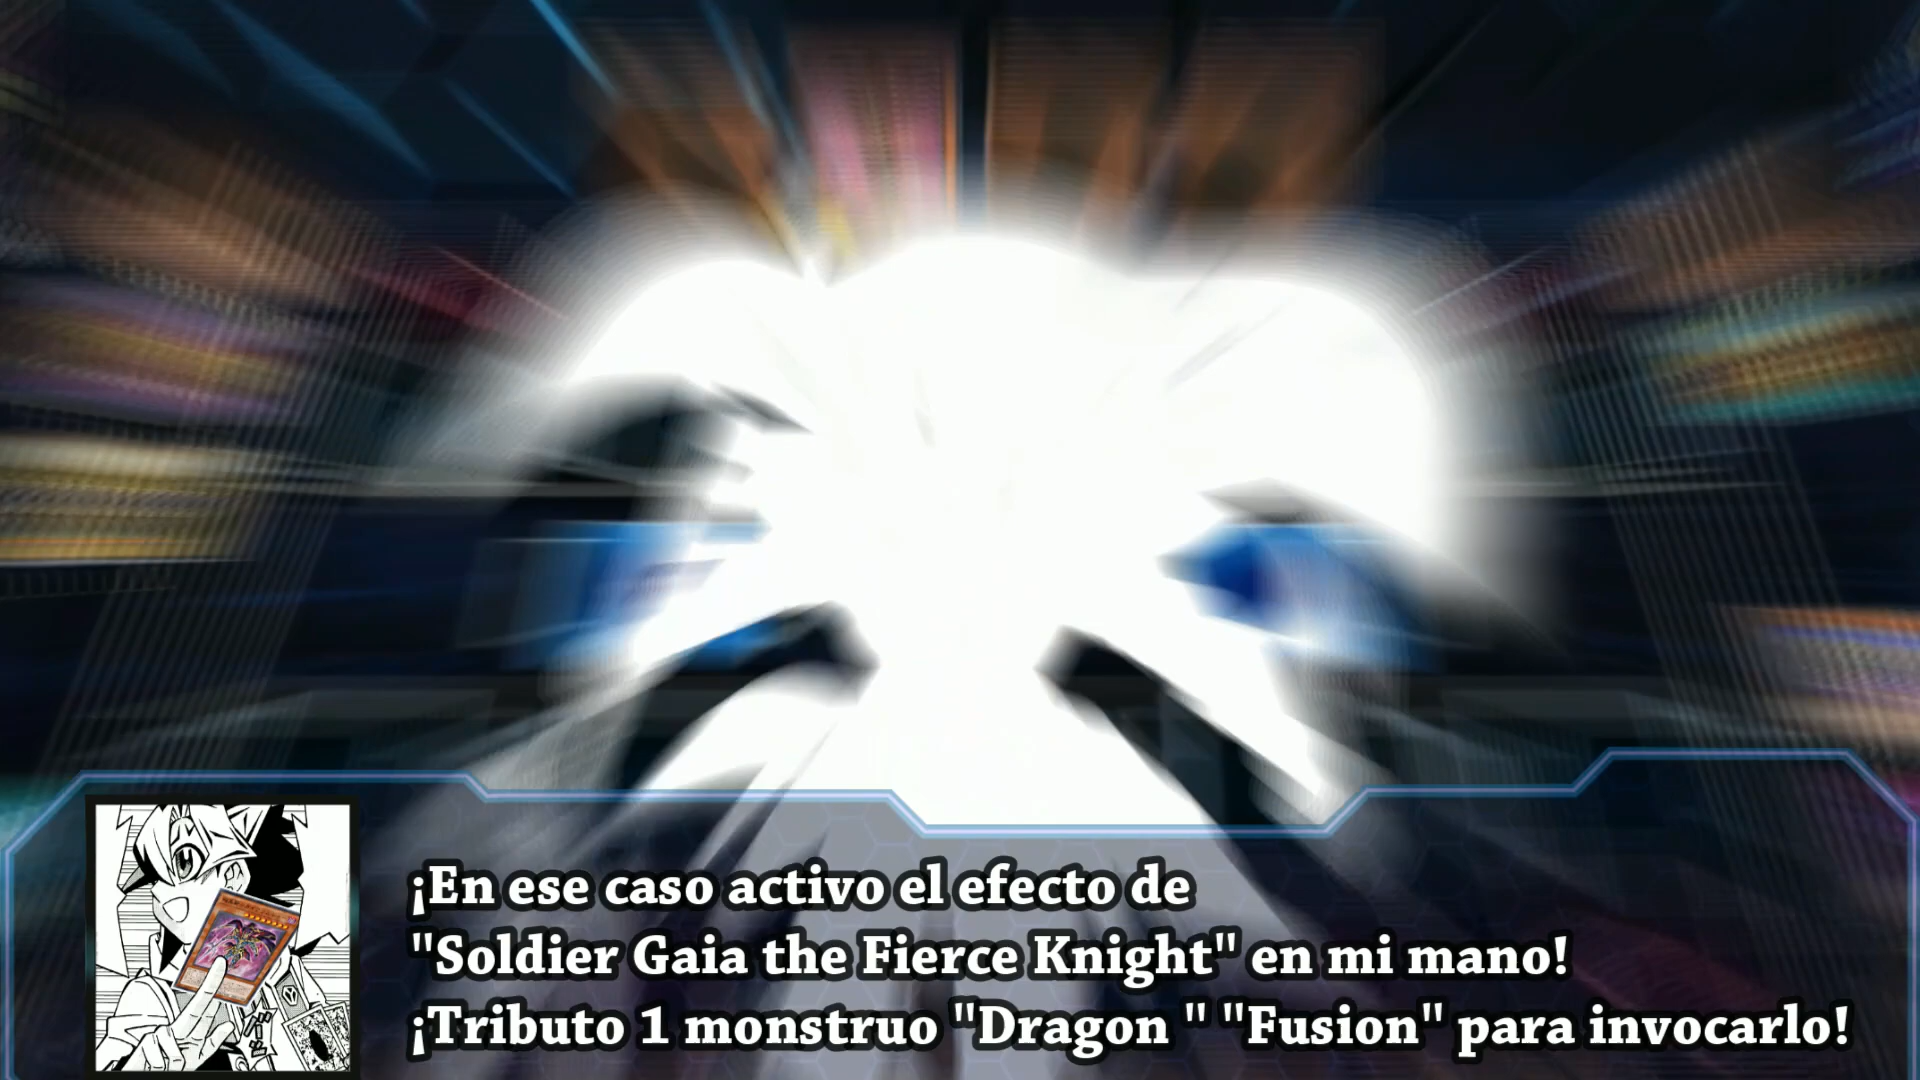 ¡En ese caso activo el efecto de
"Soldier Gaia the Fierce Knight" en mi mano!
¡Tributo 1 monstruo "Dragon " "Fusion" para invocarlo!